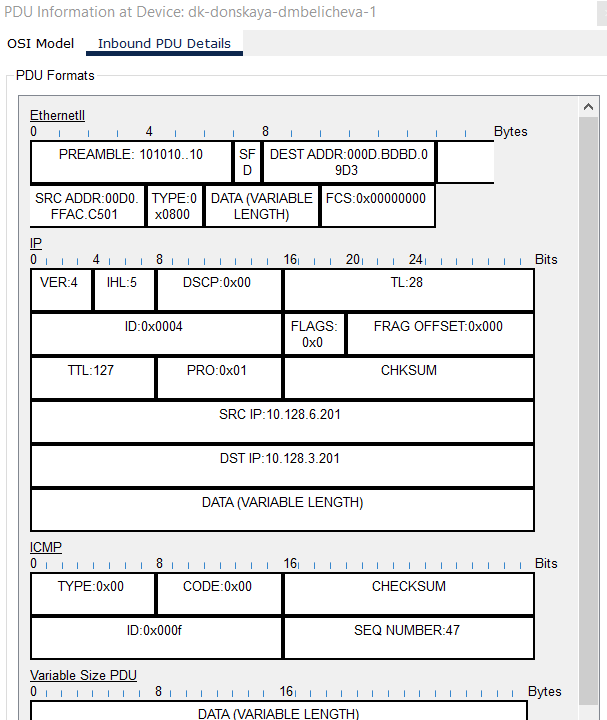 PDU Information at Device: dk-donskaya-dmbelicheva-1
OSI Model Inbound PDU Details
PDU Formats
EthernetII
0 4 8 Bytes
PREAMBLE: 101010..10 SF DEST ADDR:000D.BDBD.0
D 9D3
SRC ADDR:00D0. TYPE:0 DATA (VARIABLE FCS:0x00000000
FFAC.C501 x0800 LENGTH)
IP
0 4 8 16 20 24 Bits
VER:4 IHL:5 DSCP:0x00 TL:28
ID:0x0004 FLAGS: FRAG OFFSET:0x000
0x0
TTL:127 PRO:0x01 CHKSUM
SRC IP:10.128.6.201
DST IP:10.128.3.201
DATA (VARIABLE LENGTH)
ICMP
0 8 16 Bits
TYPE:0x00 CODE:0x00 CHECKSUM
ID:0x000f SEQ NUMBER:47
Variable Size PDU
0 8 16 Bytes
DATA (VARIABLE LENGTH)